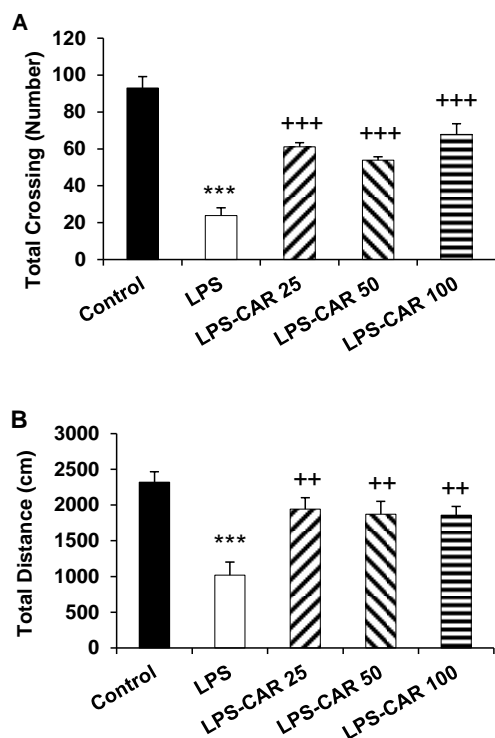 A
Total Crossing (Number)
120
100
80
60
40
20
0
***
+++
+++
+++
Control
LPS
LPS-CAR 25
LPS-CAR 50
LPS-CAR 100
B
Total Distance (cm)
3000
2500
2000
1500
1000
500
0
***
++
++
++
Control
LPS
LPS-CAR 25
LPS-CAR 50
LPS-CAR 100